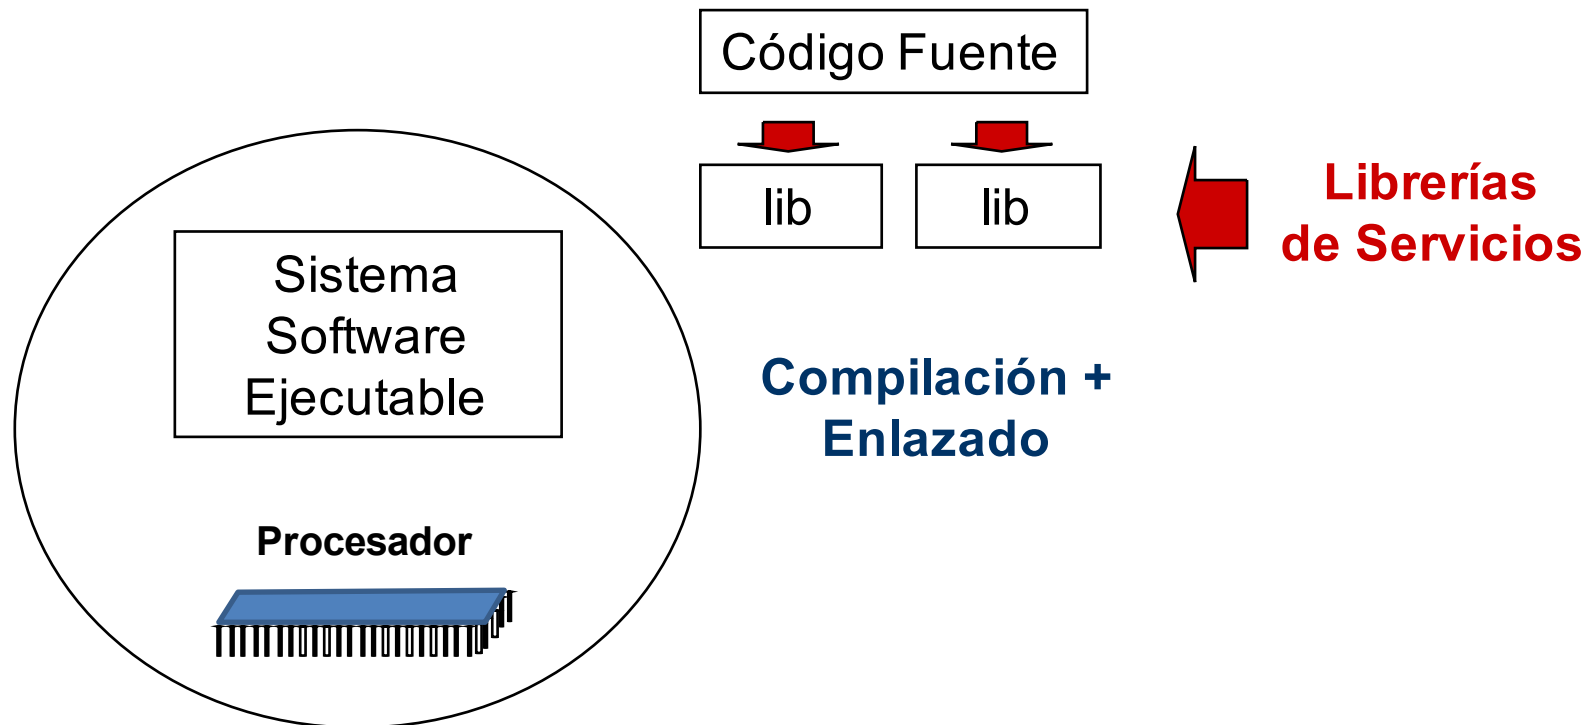 Código Fuente
lib
lib
Librerías
de Servicios
Sistema
Software
Ejecutable
Compilación +
Enlazado
Procesador